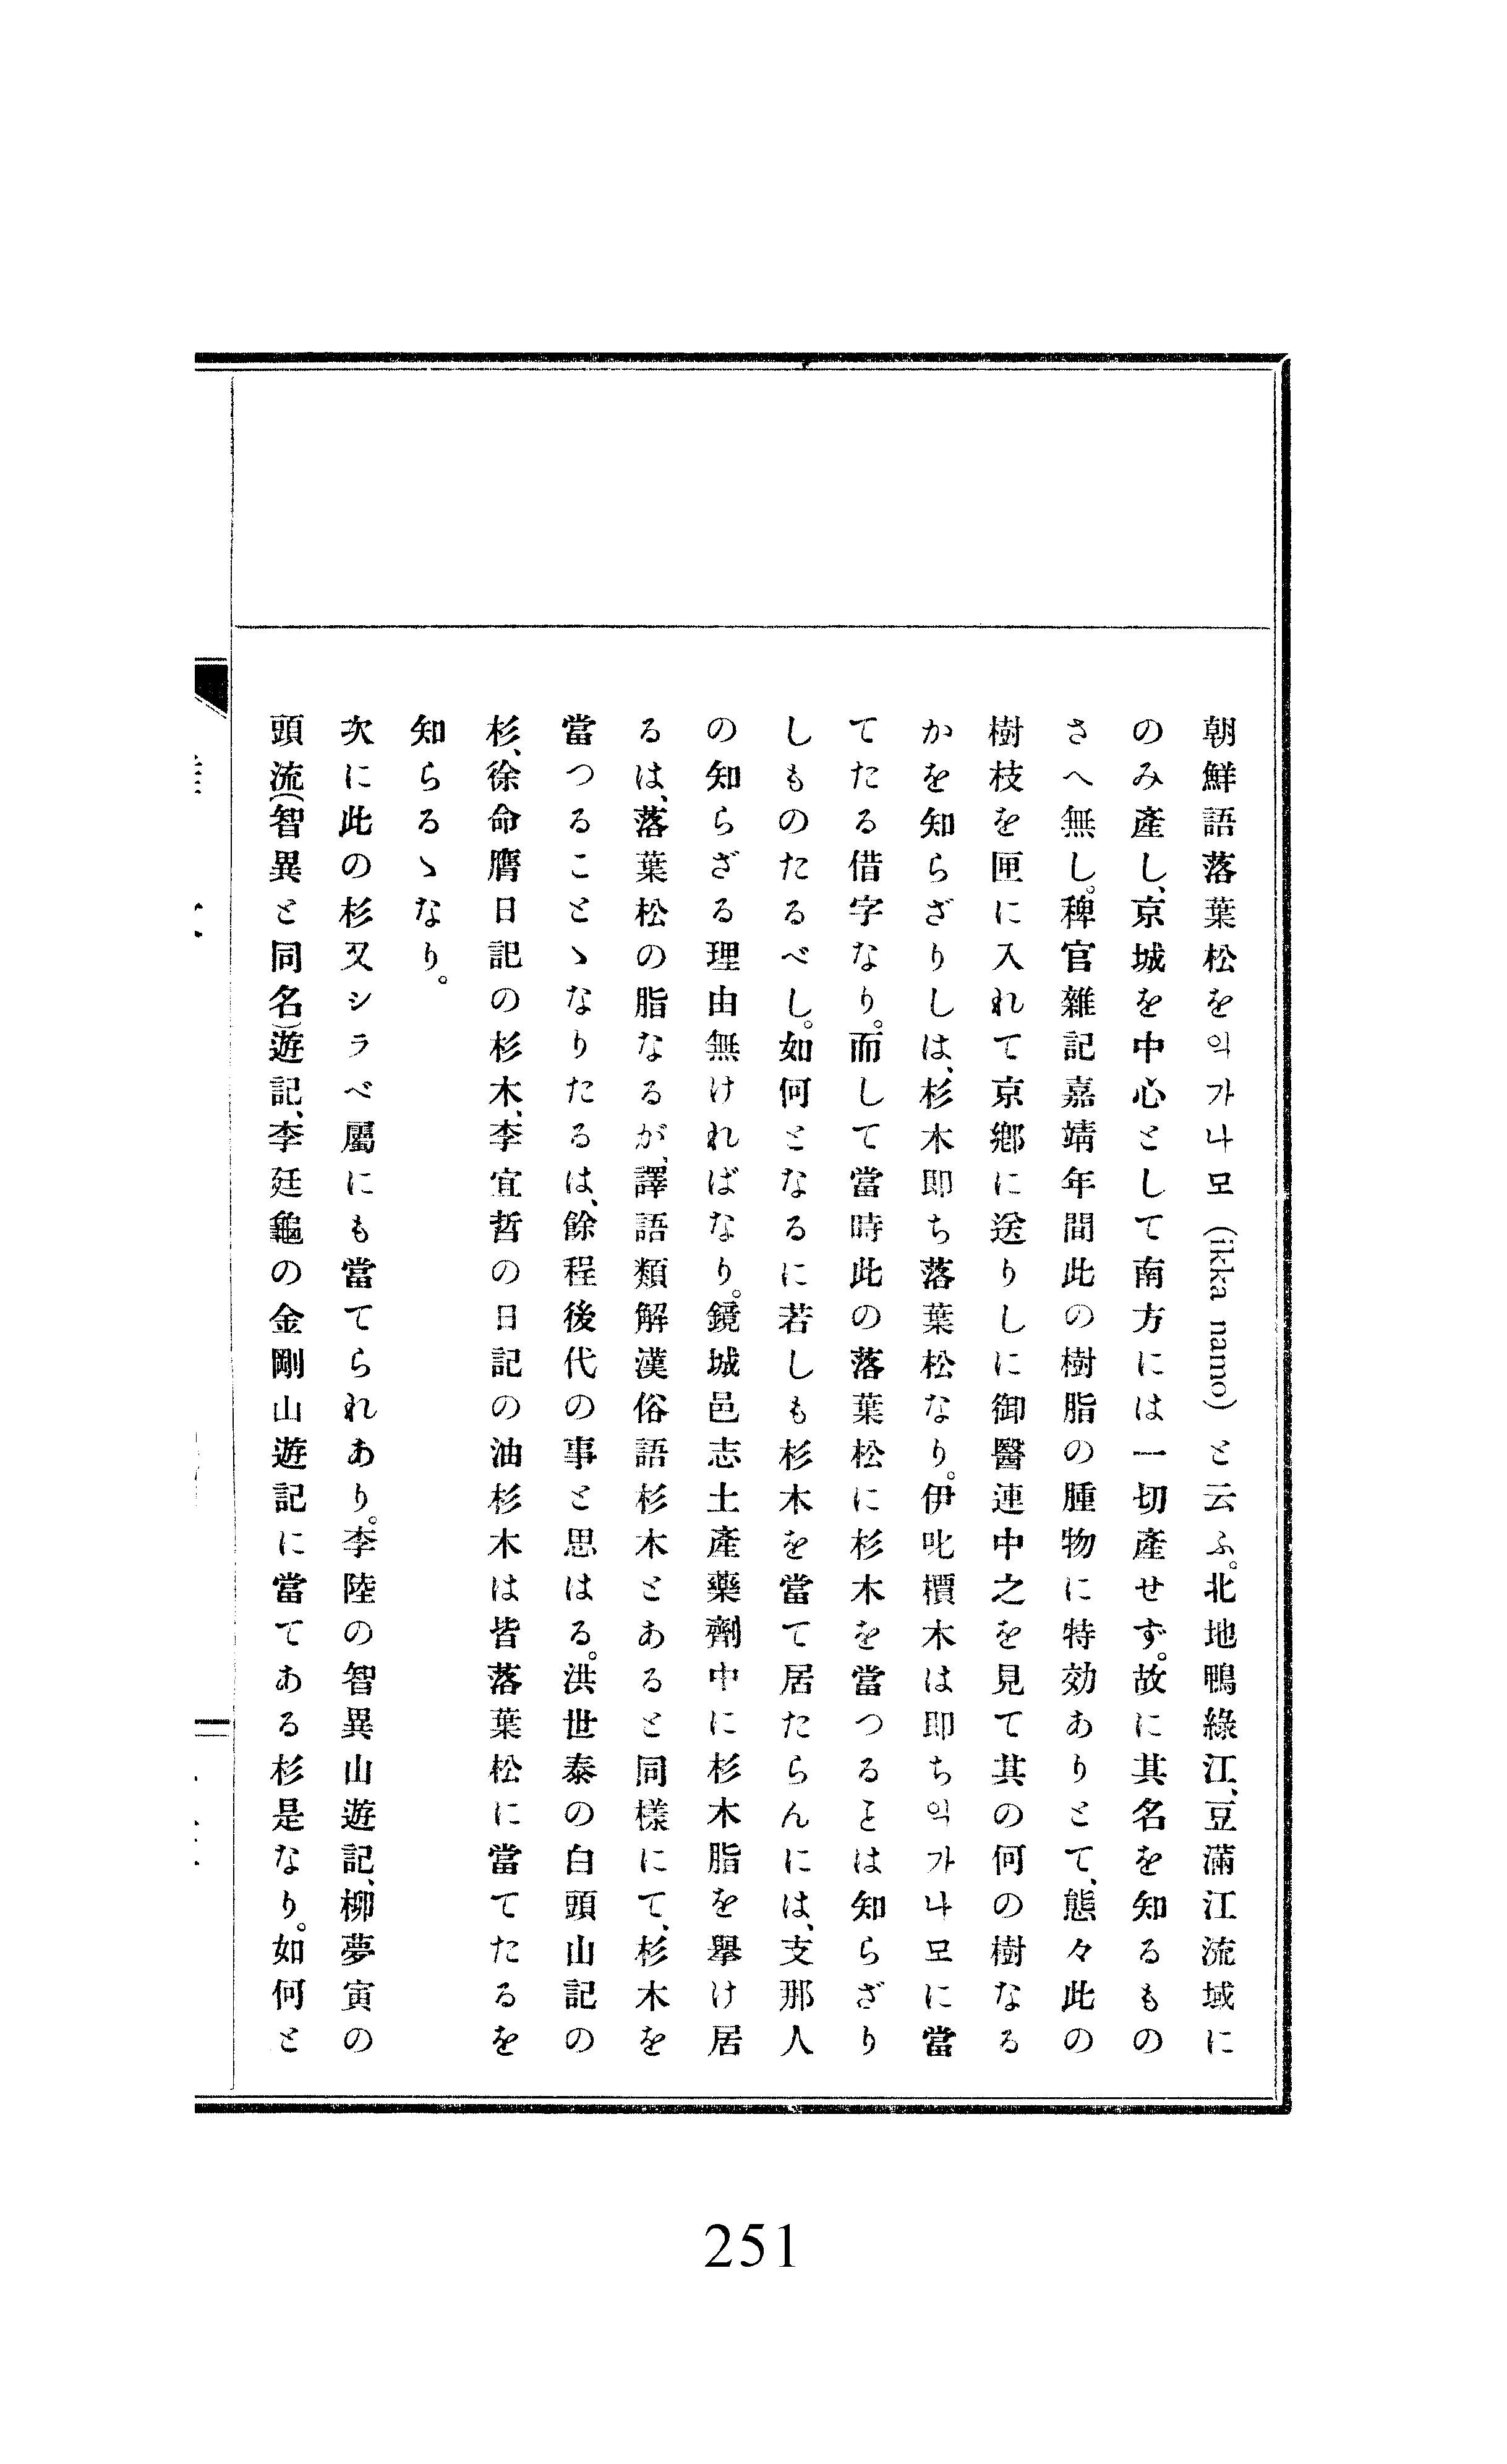 朝鮮語落葉松を익가나모(ikka namo)と云ふ。北地鴨綠江、豆滿江流域に
のみ產し、京城を中心として南方には一切產せず。故に其名を知るもの
さへ無し。稗官雜記嘉靖年間此の樹脂の腫物に特効ありとて、態々此の
樹枝を匣に入れて京鄉に送りしに御醫連中之を見て其の何の樹なる
かを知らざりしは、杉木即ち落葉松なり。伊叱檟木は即ち익가나모に當
てたる借字なり。而して當時此の落葉松に杉木を當つるとは知らざり
しものたるべし。如何となるに若しも杉木を當て居たらんには、支那人
の知らざる理由無ければなり。鏡城邑志土產藥劑中に杉木脂を擧け居
るは、落葉松の脂なるが、譯語類解漢俗語杉木とあると同樣にて、杉木を
當つることゝなりたるは、餘程後代の事と思はる。洪世泰の白頭山記の
杉、徐命膺日記の杉木、李宜哲の日記の油杉木は皆落葉松に當てたるを
知らるゝなり。
次に此の杉又シラベ屬にも當てられあり。李陸の智異山遊記、柳夢寅の
頭流(智異と同名)遊記、李廷龜の金剛山遊記に當てある杉是なり。如何と
251